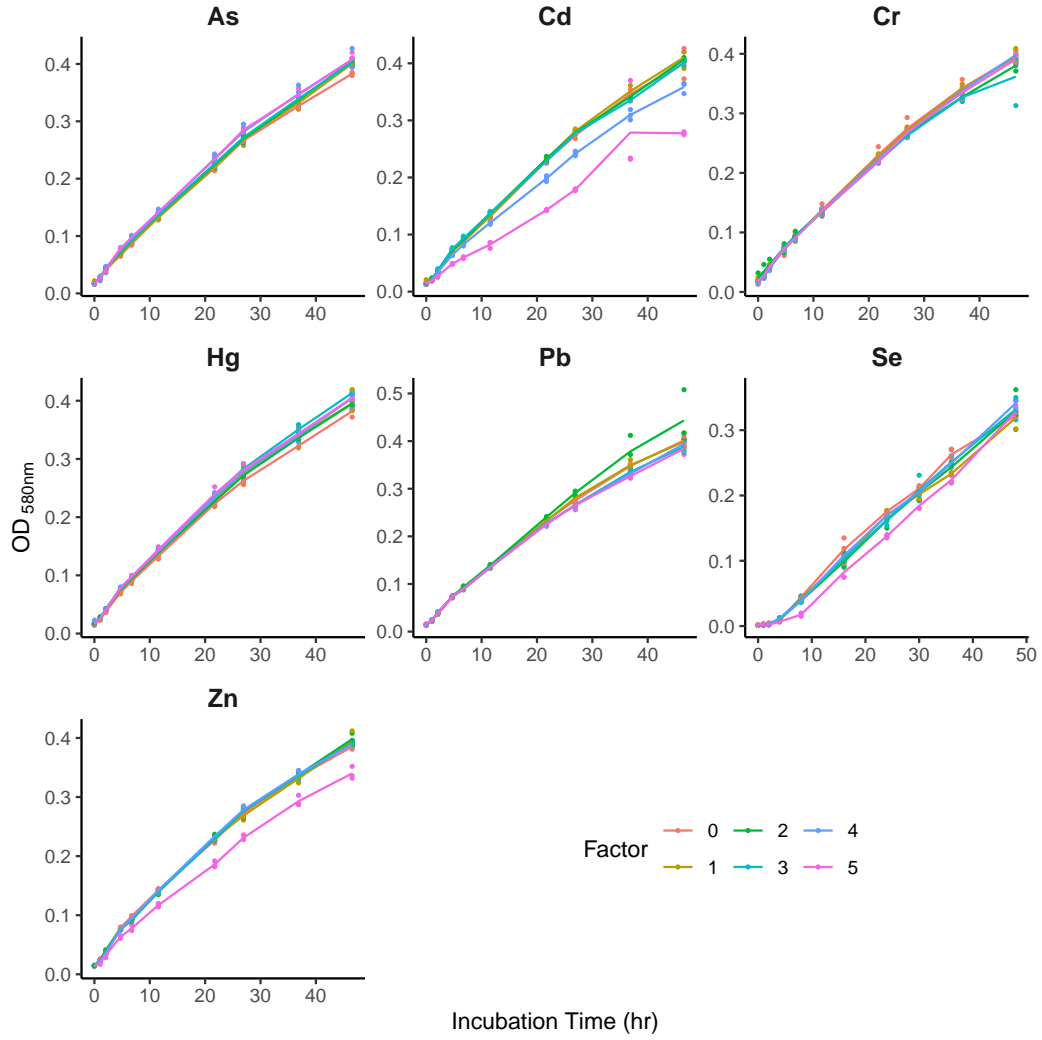 As Cd Cr
0.4 0.3 0.2 0.1 0.0
0 10 20 30 40
0.4 0.3 0.2 0.1 0.0
0 10 20 30 40
0.4 0.3 0.2 0.1 0.0
0 10 20 30 40
Hg Pb Se
0.4 0.3 0.2 0.1 0.0
0 10 20 30 40
0.5 0.4 0.3 0.2 0.1 0.0
0 10 20 30 40
0.3 0.2 0.1 0.0
0 10 20 30 40 50
Zn
0.4 0.3 0.2 0.1 0.0
0 10 20 30 40
OD 580nm
Factor
0 2 4
1 3 5
Incubation Time (hr)